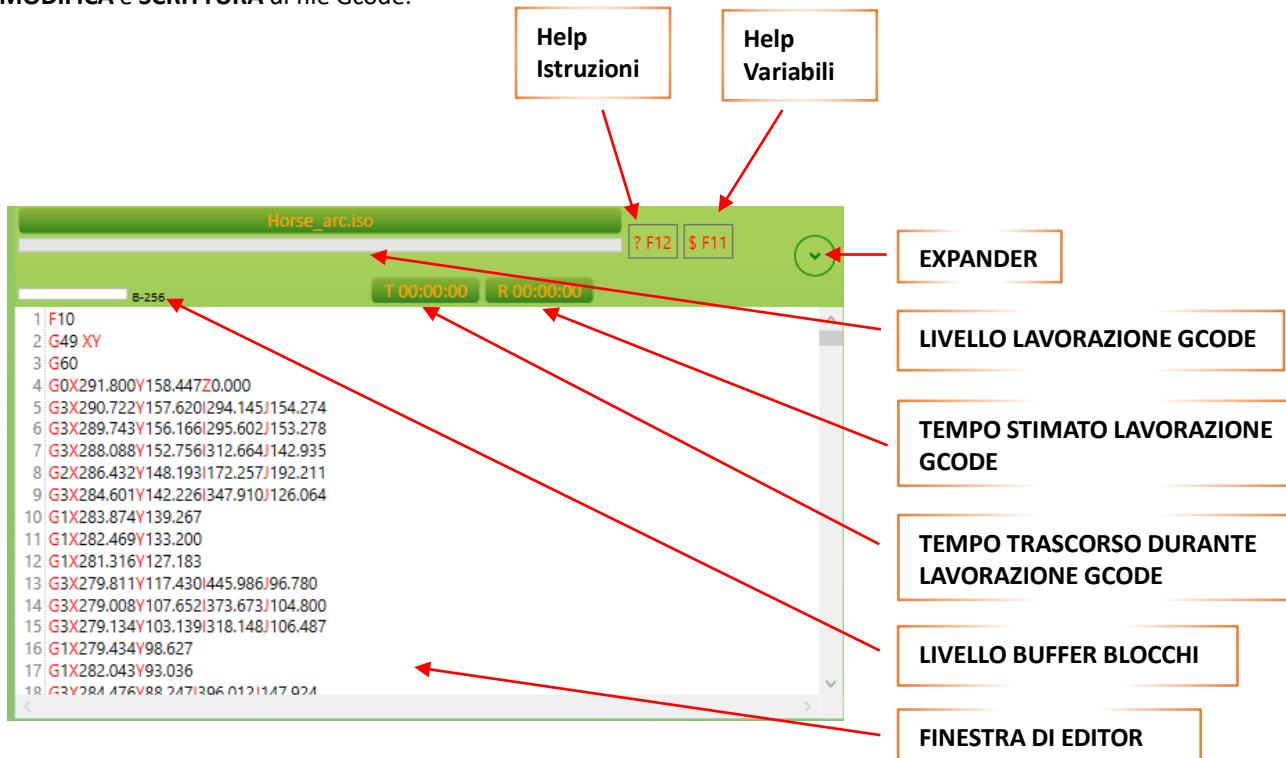 MODIFICA e SCRITTURA di file Gcode.
Help
Istruzioni
Help
Variabili
Horse_arc.iso
? F12
$ F11
EXPANDER
B-256
T 00:00:00
R 00:00:00
LIVELLO LAVORAZIONE GCODE
TEMPO STIMATO LAVORAZIONE
GCODE
TEMPO TRASCORSO DURANTE
LAVORAZIONE GCODE
LIVELLO BUFFER BLOCCHI
FINESTRA DI EDITOR
1 F10
2 G49 XY
3 G60
4 G0X291.800Y158.447Z0.000
5 G3X290.722Y157.620I294.145J154.274
6 G3X289.743Y156.166I295.602J153.278
7 G3X288.088Y152.756I312.664J142.935
8 G2X286.432Y148.193I172.257J192.211
9 G3X284.601Y142.226I347.910J126.064
10 G1X283.874Y139.267
11 G1X282.469Y133.200
12 G1X281.316Y127.183
13 G3X279.811Y117.430I445.986J96.780
14 G3X279.008Y107.652I373.673J104.800
15 G3X279.134Y103.139I318.148J106.487
16 G1X279.434Y98.627
17 G1X282.043Y93.036
18 G3X284.476Y88.247I396.012J147.924